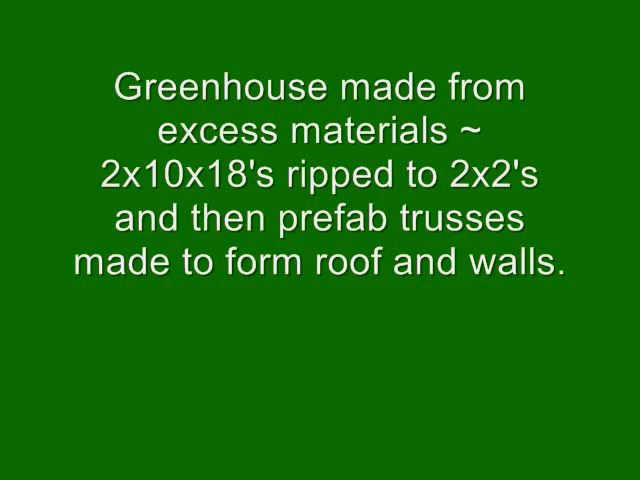 Greenhouse made from
excess materials ~
2x10x18's ripped to 2x2's
and then prefab trusses
made to form roof and walls.